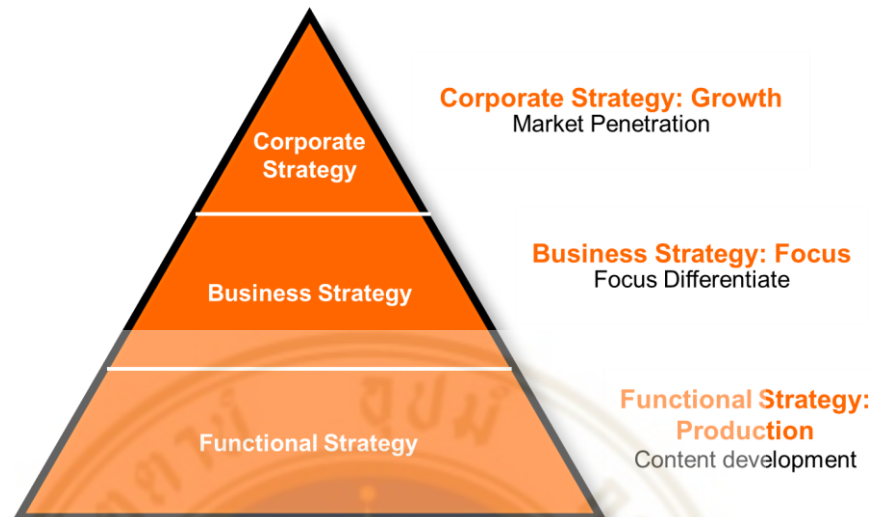 Corporate
Strategy
Corporate Strategy: Growth
Market Penetration
Business Strategy
Business Strategy: Focus
Focus Differentiate
Functional Strategy
Functional Strategy:
Production
Content development